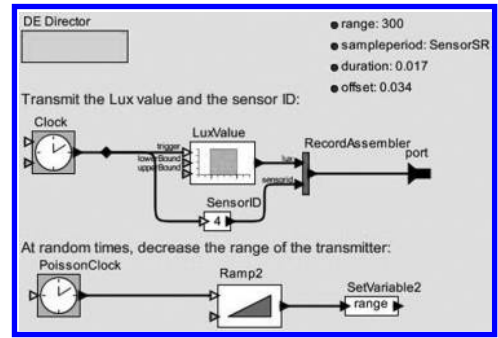 DE Director
range: 300
sampleperiod: SensorSR
duration: 0.017
offset: 0.034
Transmit the Lux value and the sensor ID:
Clock
LuxValue
trigger
lowerBound
upperBound
RecordAssembler
lux
port
sensorid
SensorID
4
At random times, decrease the range of the transmitter:
PoissonClock
Ramp2
SetVariable2
range